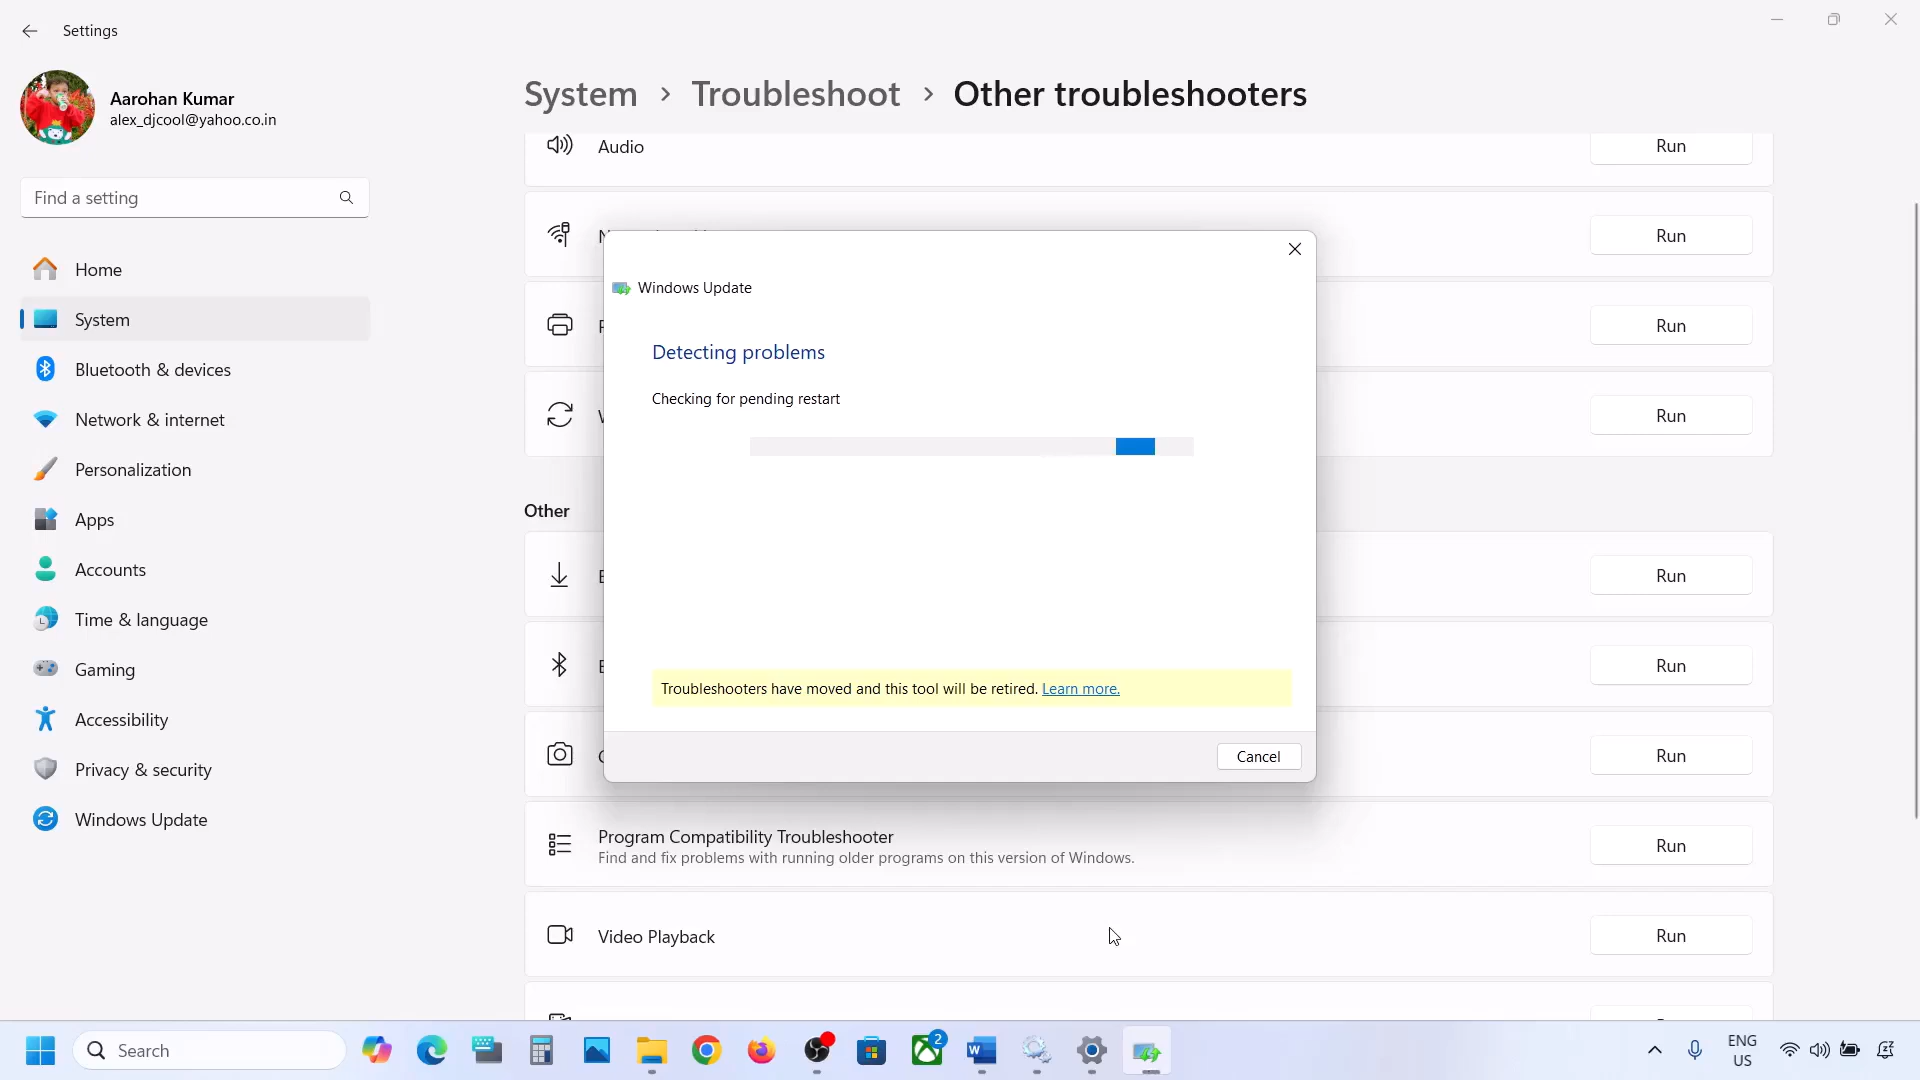 Settings
Aarohan Kumar
alex_djcool@yahoo.co.in
Find a setting
Home
System
Bluetooth & devices
Network & internet
Personalization
Apps
Accounts
Time & language
Gaming
Accessibility
Privacy & security
Windows Update
System > Troubleshoot > Other troubleshooters
Audio
Run
Run
Run
Run
Windows Update
Detecting problems
Checking for pending restart
Troubleshooters have moved and this tool will be retired. Learn more.
Cancel
Other
Run
Run
Run
Program Compatibility Troubleshooter
Find and fix problems with running older programs on this version of Windows.
Run
Video Playback
Run
Search
2
ENG
US